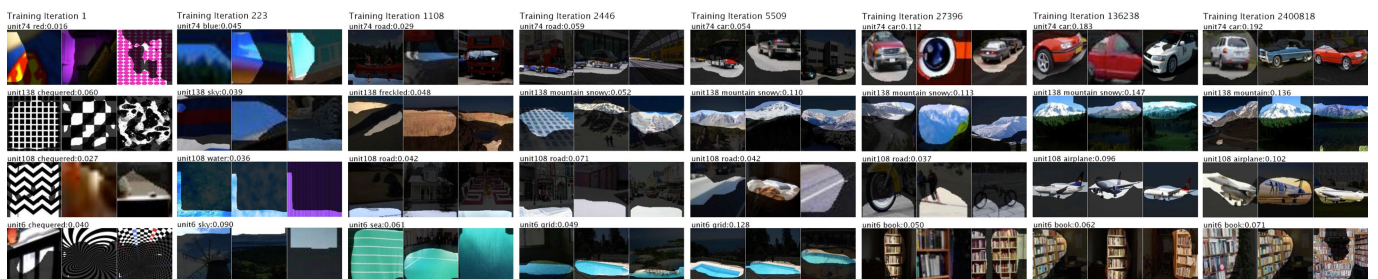 Training Iteration 1 Training Iteration 223 Training Iteration 1108 Training Iteration 2446 Training Iteration 5509 Training Iteration 27396 Training Iteration 136238 Training Iteration 2400818
unit74 red:0.016 unit74 blue:0.045 unit74 road:0.029 unit74 road:0.059 unit74 car:0.054 unit74 car:0.112 unit74 car:0.183 unit74 car:0.192
unit138 chequered:0.060 unit138 sky:0.039 unit138 freckled:0.048 unit138 mountain snowy:0.052 unit138 mountain snowy:0.110 unit138 mountain snowy:0.113 unit138 mountain snowy:0.147 unit138 mountain:0.136
unit108 chequered:0.027 unit108 water:0.036 unit108 road:0.042 unit108 road:0.071 unit108 road:0.042 unit108 road:0.037 unit108 airplane:0.096 unit108 airplane:0.102
unit6 chequered:0.040 unit6 sky:0.090 unit6 sea:0.061 unit6 grid:0.049 unit6 grid:0.128 unit6 book:0.050 unit6 book:0.062 unit6 book:0.071